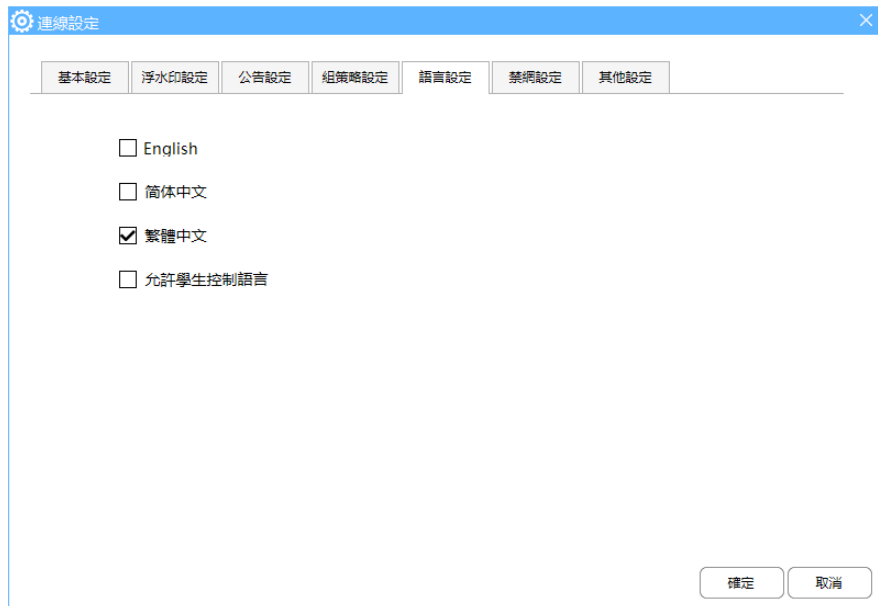 連線設定
基本設定 浮水印設定 公告設定 組策略設定 語言設定 禁網設定 其他設定
English
简体中文
繁體中文
允許學生控制語言
確定 取消